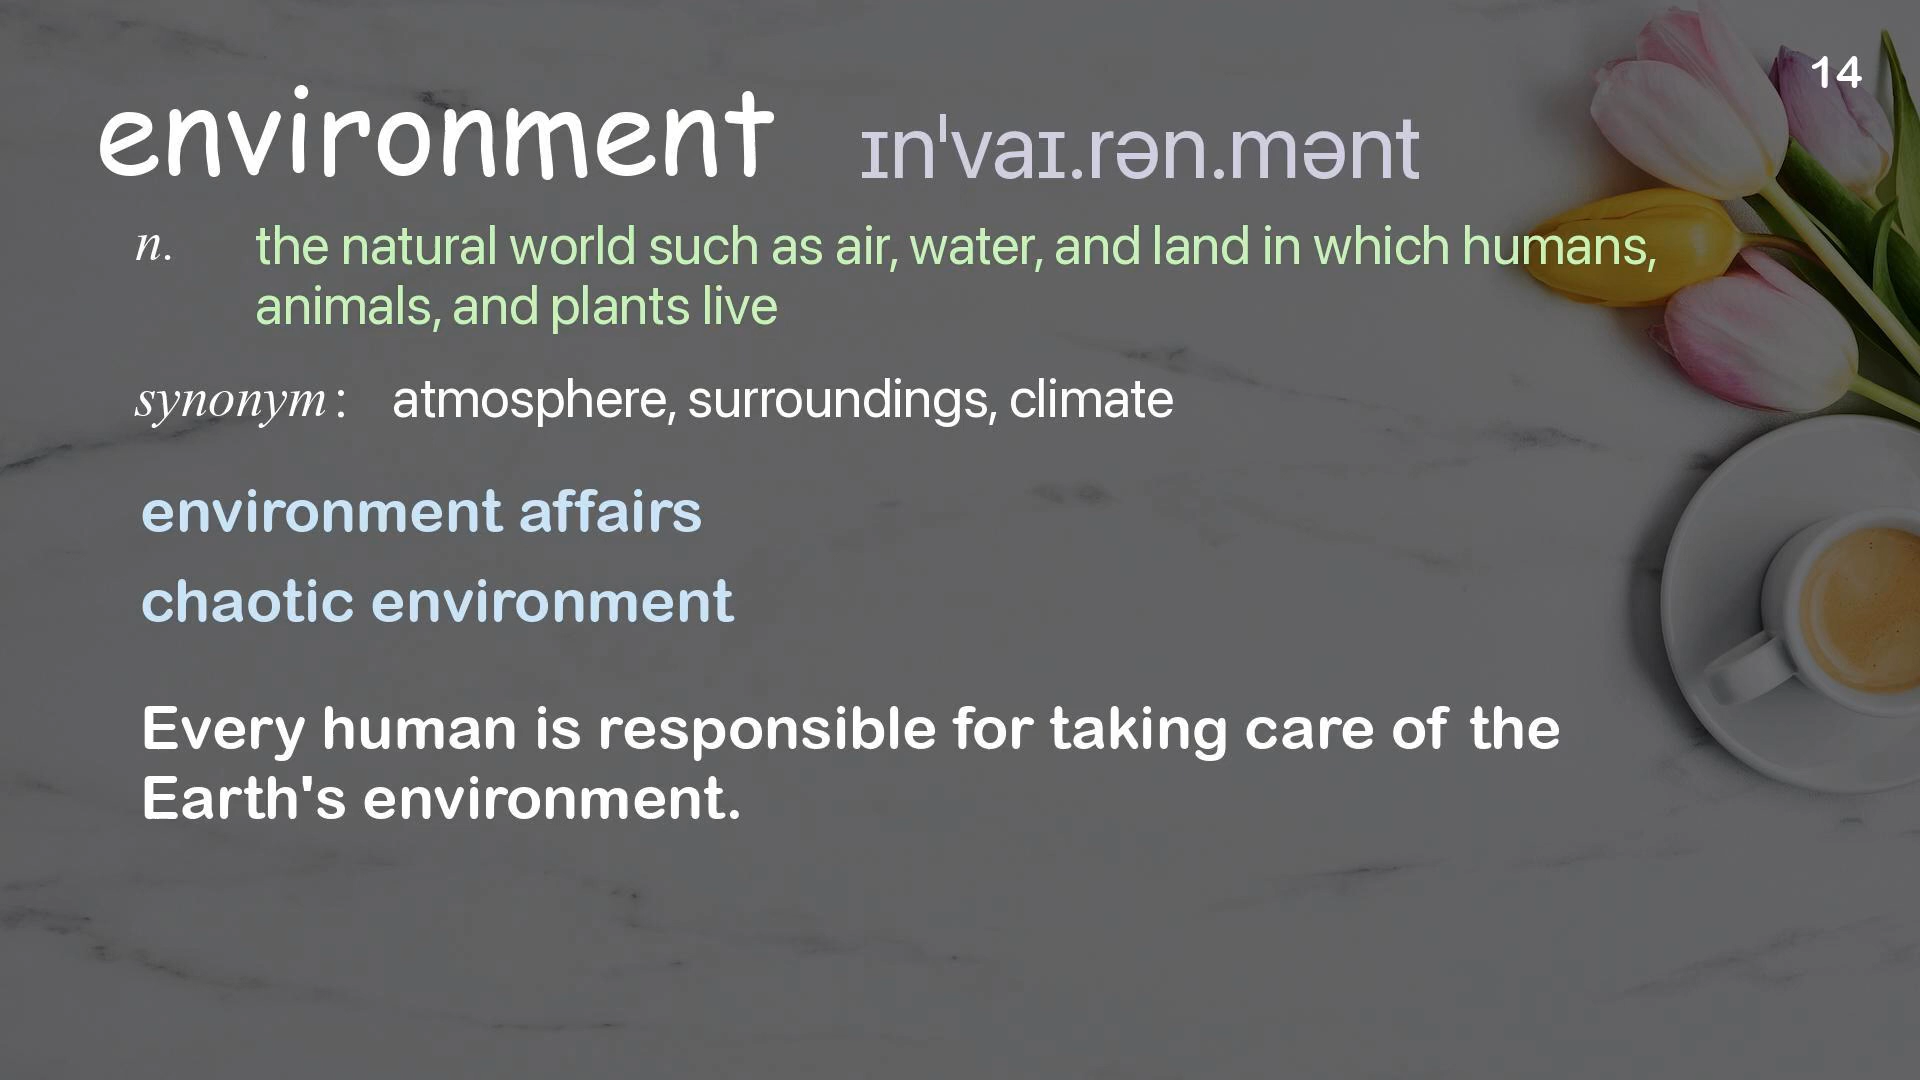 14
environment ɪnˈvaɪ.rən.mənt
n. the natural world such as air, water, and land in which humans,
animals, and plants live
synonym : atmosphere, surroundings, climate
environment affairs
chaotic environment
Every human is responsible for taking care of the
Earth's environment.